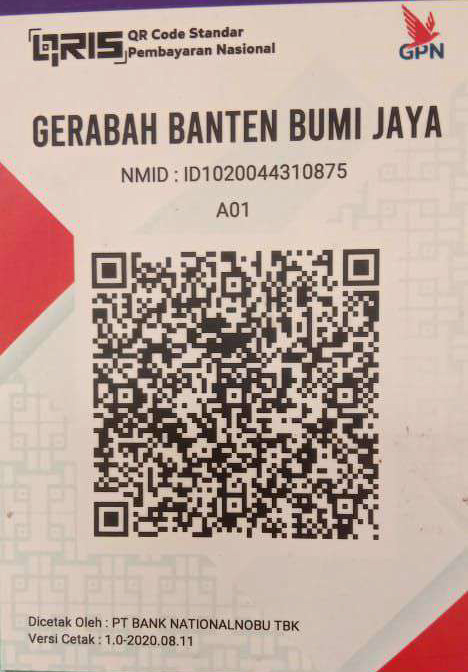 QRIS QR Code Standar
Pembayaran Nasional
GPN
GERABAH BANTEN BUMI JAYA
NMID : ID1020044310875
A01
Dicetak Oleh : PT BANK NATIONALNOBU TBK
Versi Cetak : 1.0-2020.08.11